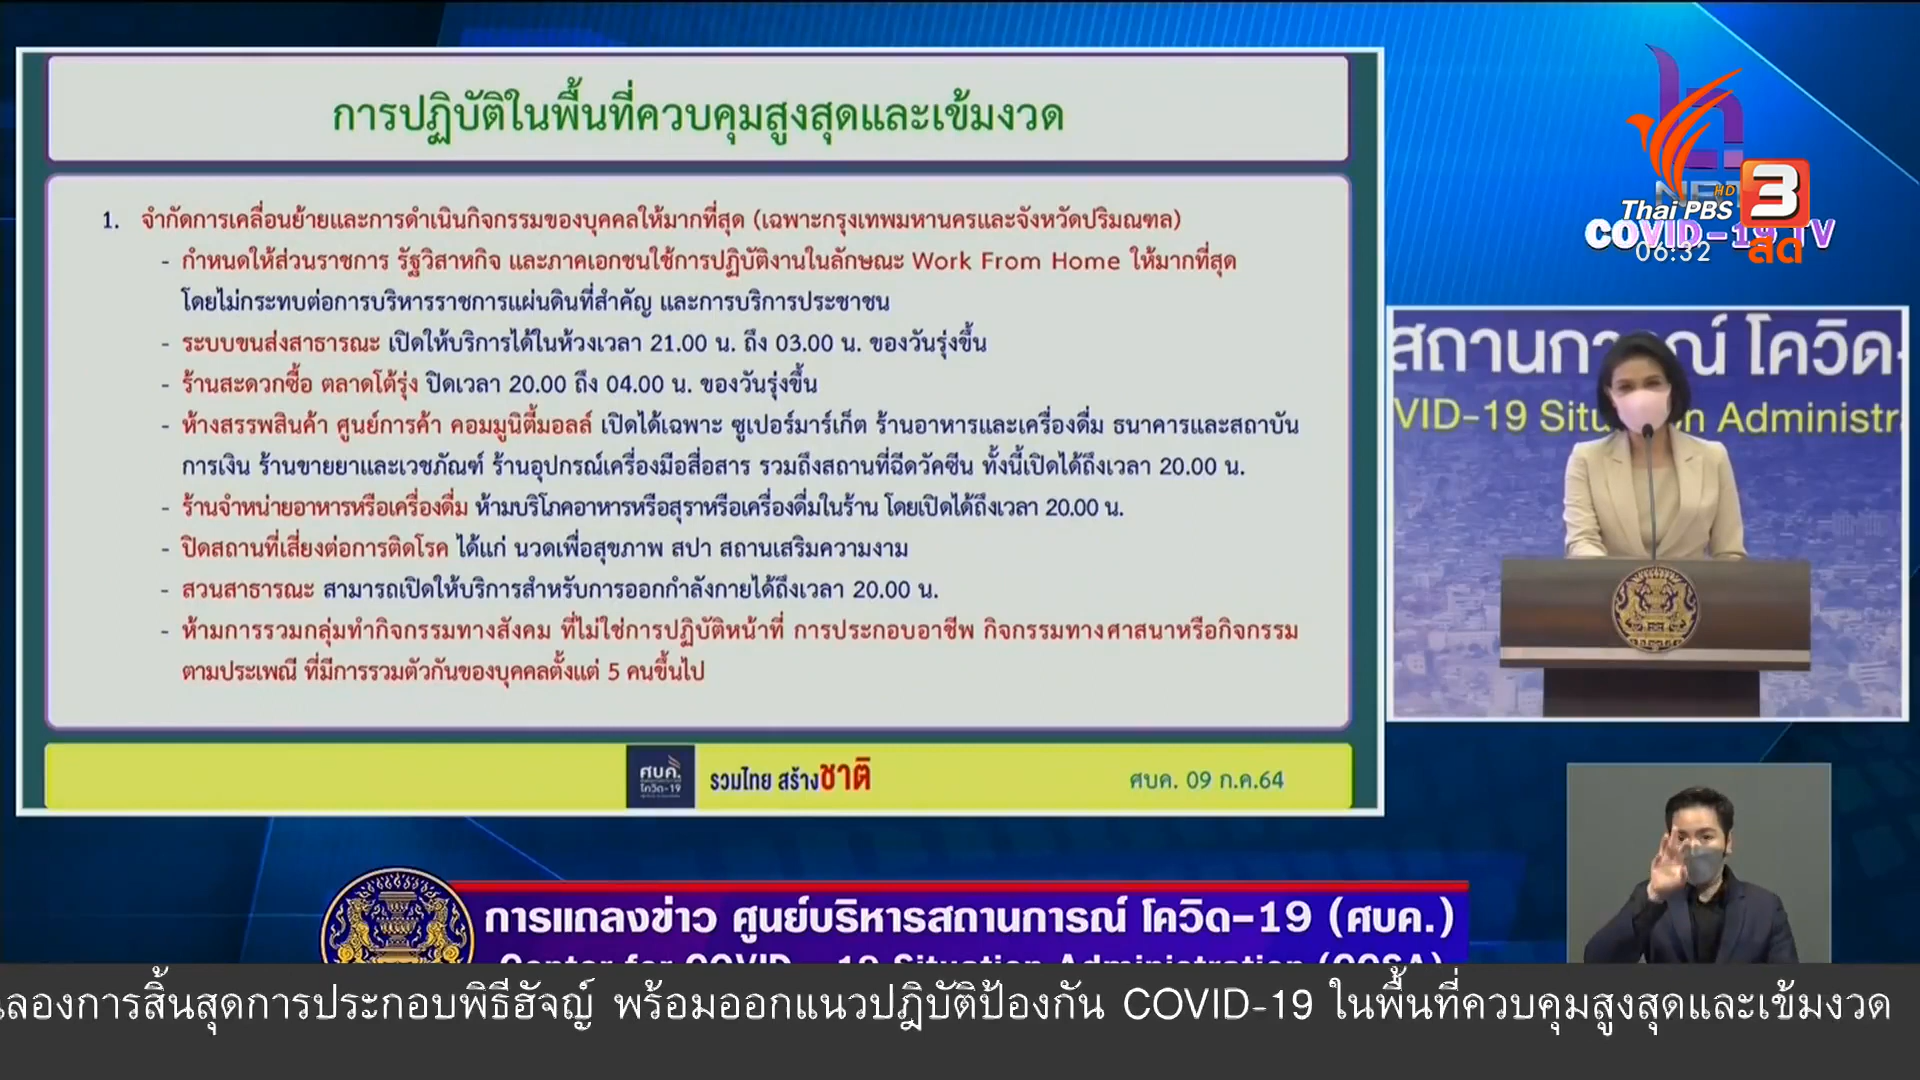 การปฏิบัติในพื้นที่ควบคุมสูงสุดและเข้มงวด
1. จำกัดการเคลื่อนย้ายและการดำเนินกิจกรรมของบุคคลให้มากที่สุด (เฉพาะกรุงเทพมหานครและจังหวัดปริมณฑล)
- กำหนดให้ส่วนราชการ รัฐวิสาหกิจ และภาคเอกชนใช้การปฏิบัติงานในลักษณะ Work From Home ให้มากที่สุด
โดยไม่กระทบต่อการบริหารราชการแผ่นดินที่สำคัญ และการบริการประชาชน
- ระบบขนส่งสาธารณะ เปิดให้บริการได้ในห้วงเวลา 21.00 น. ถึง 03.00 น. ของวันรุ่งขึ้น
- ร้านสะดวกซื้อ ตลาดโต้รุ่ง ปิดเวลา 20.00 ถึง 04.00 น. ของวันรุ่งขึ้น
- ห้างสรรพสินค้า ศูนย์การค้า คอมมูนิตี้มอลล์ เปิดได้เฉพาะ ซูเปอร์มาร์เก็ต ร้านอาหารและเครื่องดื่ม ธนาคารและสถาบัน
การเงิน ร้านขายยาและเวชภัณฑ์ ร้านอุปกรณ์เครื่องมือสื่อสาร รวมถึงสถานที่ฉีดวัคซีน ทั้งนี้เปิดได้ถึงเวลา 20.00 น.
- ร้านจำหน่ายอาหารหรือเครื่องดื่ม ห้ามบริโภคอาหารหรือสุราหรือเครื่องดื่มในร้าน โดยเปิดได้ถึงเวลา 20.00 น.
- ปิดสถานที่เสี่ยงต่อการติดโรค ได้แก่ นวดเพื่อสุขภาพ สปา สถานเสริมความงาม
- สวนสาธารณะ สามารถเปิดให้บริการสำหรับการออกกำลังกายได้ถึงเวลา 20.00 น.
- ห้ามการรวมกลุ่มทำกิจกรรมทางสังคม ที่ไม่ใช่การปฏิบัติหน้าที่ การประกอบอาชีพ กิจกรรมทางศาสนาหรือกิจกรรม
ตามประเพณี ที่มีการรวมตัวกันของบุคคลตั้งแต่ 5 คนขึ้นไป
ศบค.
โควิด-19
รวมไทย สร้างชาติ
ศบค. 09 ก.ค.64
HD
3
Thai PBS
COVID-19 TV
06:32
สด
สถานการณ์ โควิด-
VID-19 Situation Administr
การแถลงข่าว ศูนย์บริหารสถานการณ์ โควิด-19 (ศบค.)
Center for COVID - 19 Situation Administration (COSA)
ลองการสิ้นสุดการประกอบพิธีฮัจญ์ พร้อมออกแนวปฎิบัติป้องกัน COVID-19 ในพื้นที่ควบคุมสูงสุดและเข้มงวด